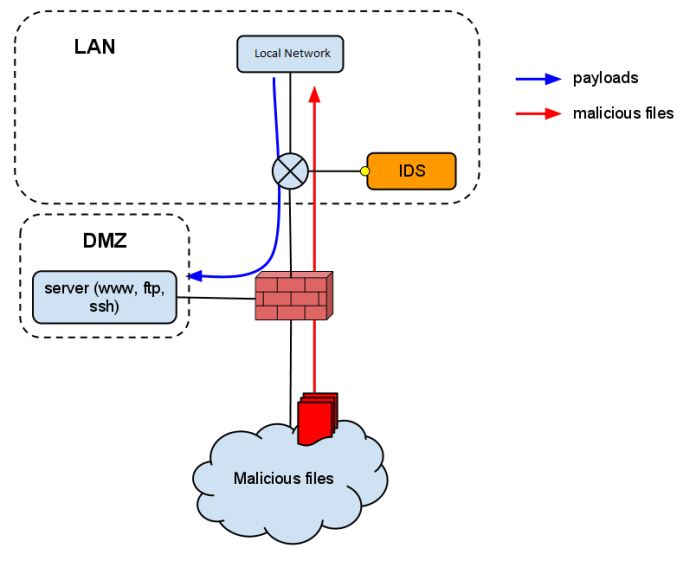 LAN
Local Network
payloads
malicious files
IDS
DMZ
server (www, ftp,
ssh)
Malicious files